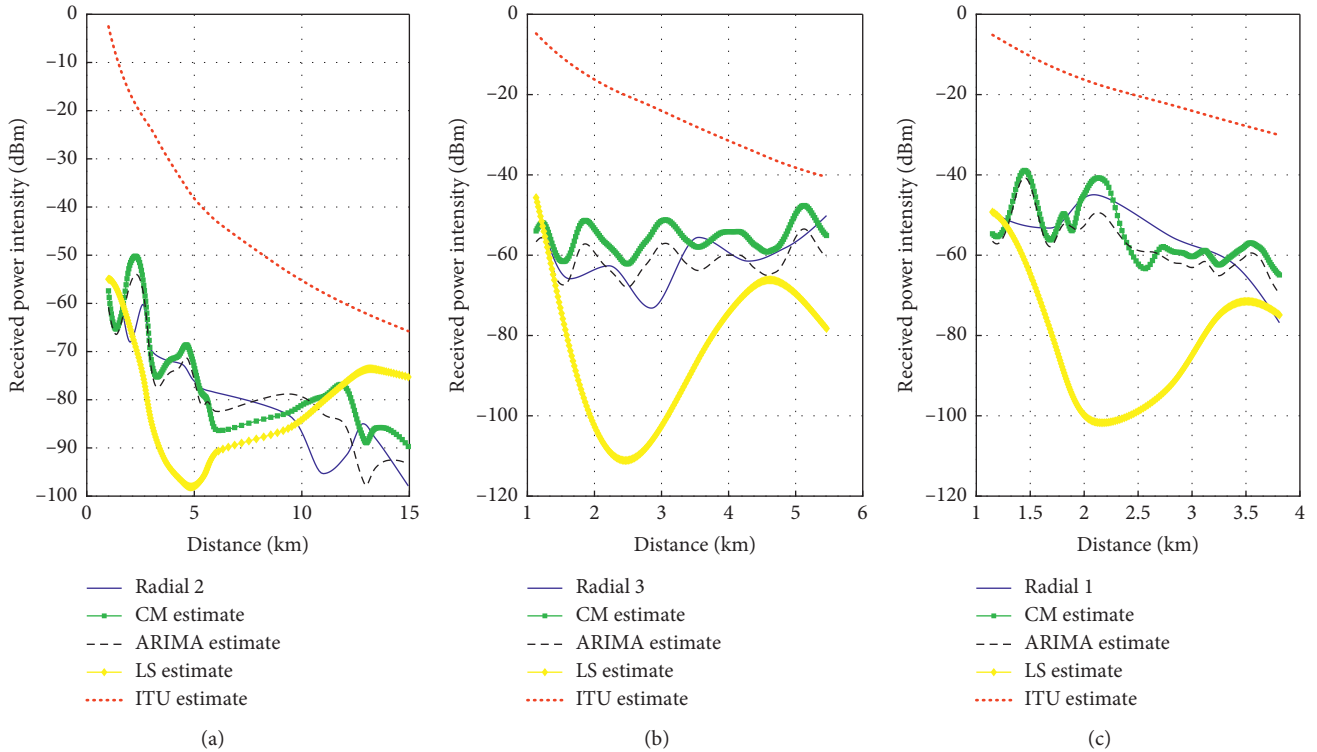 0
–10
–20
–30
–40
–50
–60
–70
–80
–90
–100
Received power intensity (dBm)
0 5 10 15
Distance (km)
Radial 2
CM estimate
ARIMA estimate
LS estimate
ITU estimate
(a)
0
–20
–40
–60
–80
–100
–120
Received power intensity (dBm)
1 2 3 4 5 6
Distance (km)
Radial 3
CM estimate
ARIMA estimate
LS estimate
ITU estimate
(b)
0
–20
–40
–60
–80
–100
–120
Received power intensity (dBm)
1 1.5 2 2.5 3 3.5 4
Distance (km)
Radial 1
CM estimate
ARIMA estimate
LS estimate
ITU estimate
(c)